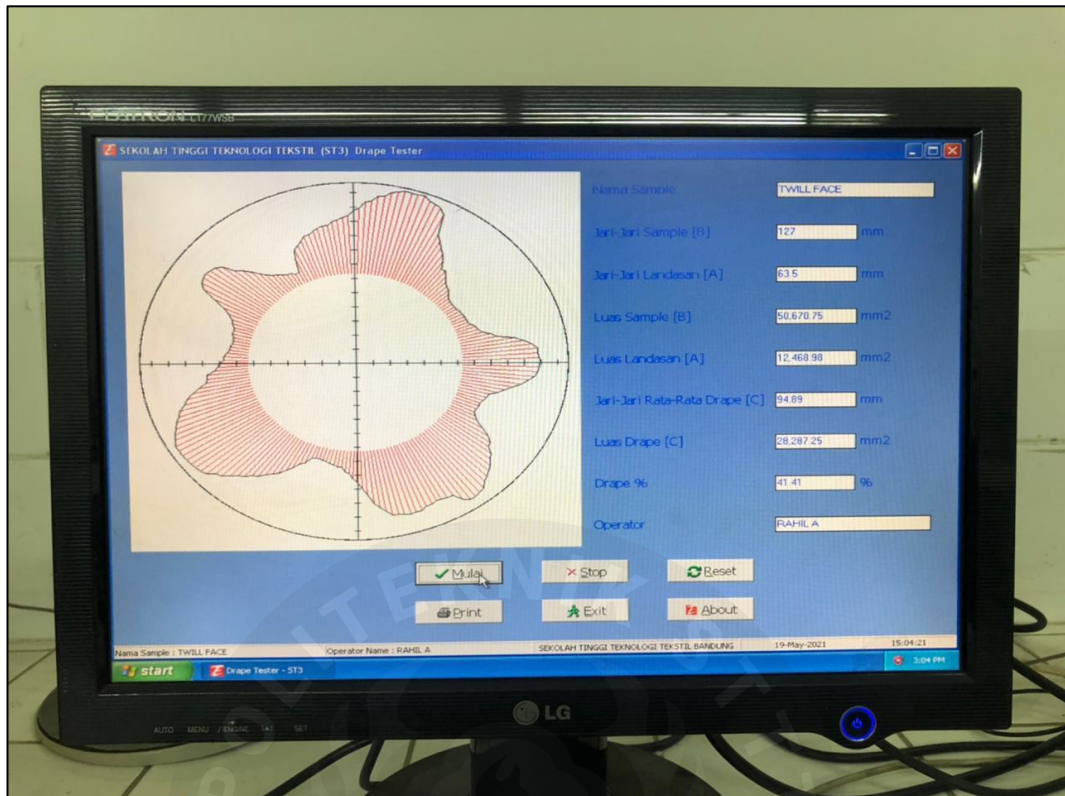 FLATRON L177WSB
SEKOLAH TINGGI TEKNOLOGI TEKSTIL (ST3) Drape Tester
Nama Sample TWILL FACE
Jari-Jari Sample [B] 127 mm
Jari-Jari Landasan [A] 63.5 mm
Luas Sample [B] 50,670.75 mm2
Luas Landasan [A] 12,468.98 mm2
Jari-Jari Rata-Rata Drape [C] 94.89 mm
Luas Drape [C] 28,287.25 mm2
Drape % 41.41 %
Operator RAHIL A
Mulai Stop Reset
Print Exit About
Nama Sample : TWILL FACE Operator Name : RAHIL A SEKOLAH TINGGI TEKNOLOGI TEKSTIL BANDUNG 19-May-2021 15:04:21
start Drape Tester - ST3 3:04 PM
LG
AUTO MENU SET
POLITEKNIK ST